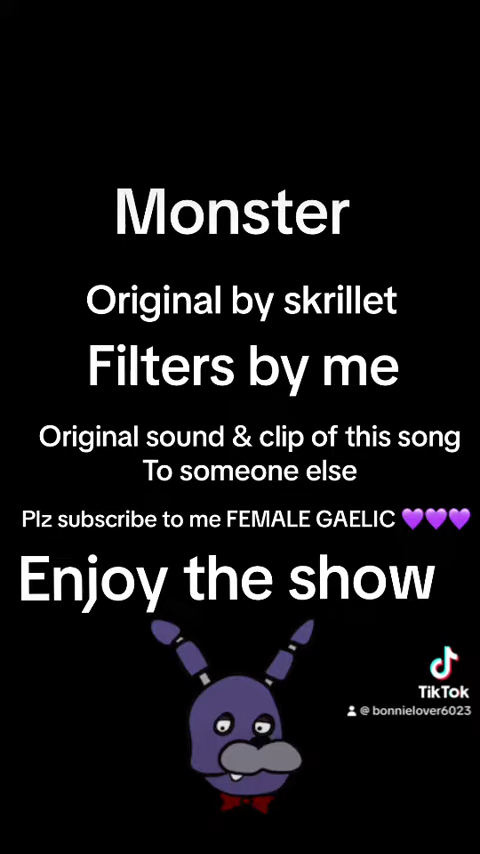 Monster
Original by skrillet
Filters by me
Original sound & clip of this song
To someone else
Plz subscribe to me FEMALE GAELIC 💜💜💜
Enjoy the show
TikTok
@bonnielover6023